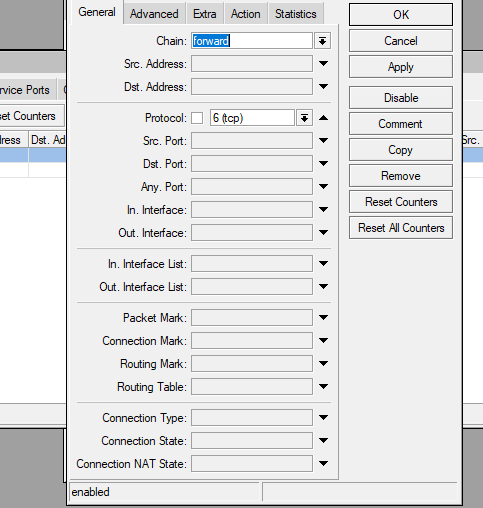 General Advanced Extra Action Statistics
OK
Chain: forward
Cancel
Src. Address:
Apply
Dst. Address:
rvice Ports
Disable
set Counters
Protocol: 6 (tcp)
Comment
Src. Port:
Dst. Ad
Src.
Copy
Dst. Port:
Remove
Any. Port:
Reset Counters
In. Interface:
Reset All Counters
Out. Interface:
In. Interface List:
Out. Interface List:
Packet Mark:
Connection Mark:
Routing Mark:
Routing Table:
Connection Type:
Connection State:
Connection NAT State:
enabled